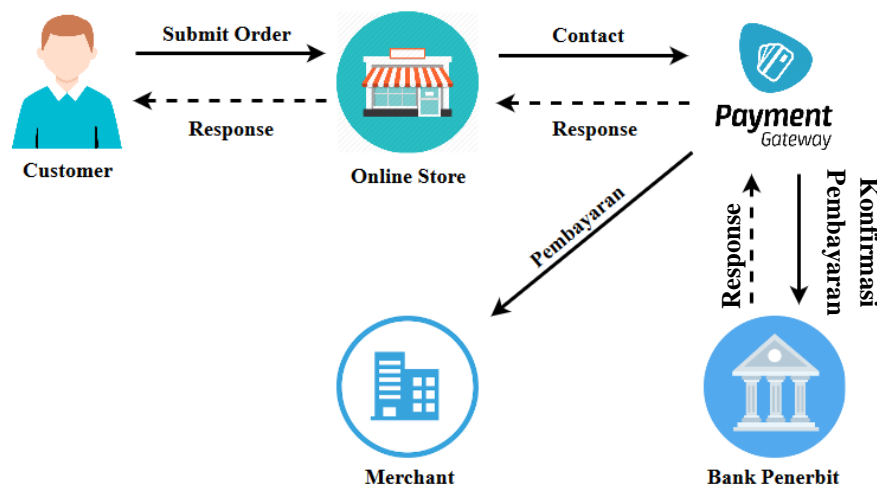 Submit Order
Contact
Response
Response
Payment
Gateway
Customer
Online Store
Pembayaran
Response
Konfirmasi
Pembayaran
Merchant
Bank Penerbit